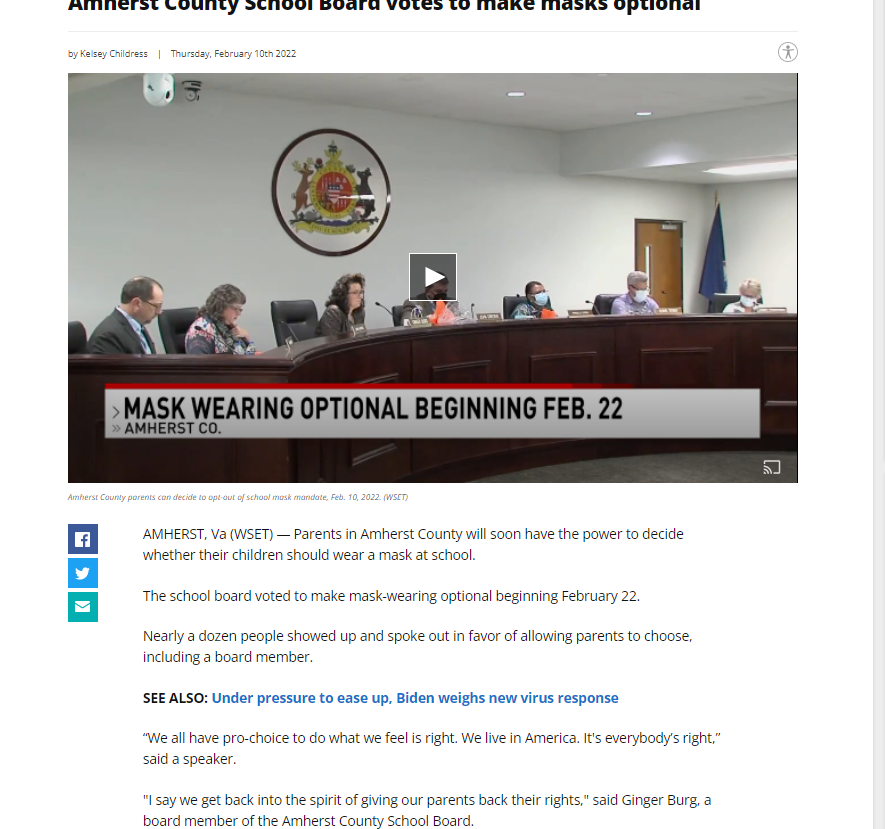 Amherst County School Board votes to make masks optional
by Kelsey Childress | Thursday, February 10th 2022
> MASK WEARING OPTIONAL BEGINNING FEB. 22
» AMHERST CO.
Amherst County parents can decide to opt-out of school mask mandate, Feb. 10, 2022. (WSET)
AMHERST, Va (WSET) — Parents in Amherst County will soon have the power to decide
whether their children should wear a mask at school.
The school board voted to make mask-wearing optional beginning February 22.
Nearly a dozen people showed up and spoke out in favor of allowing parents to choose,
including a board member.
SEE ALSO: Under pressure to ease up, Biden weighs new virus response
“We all have pro-choice to do what we feel is right. We live in America. It's everybody’s right,”
said a speaker.
"I say we get back into the spirit of giving our parents back their rights," said Ginger Burg, a
board member of the Amherst County School Board.